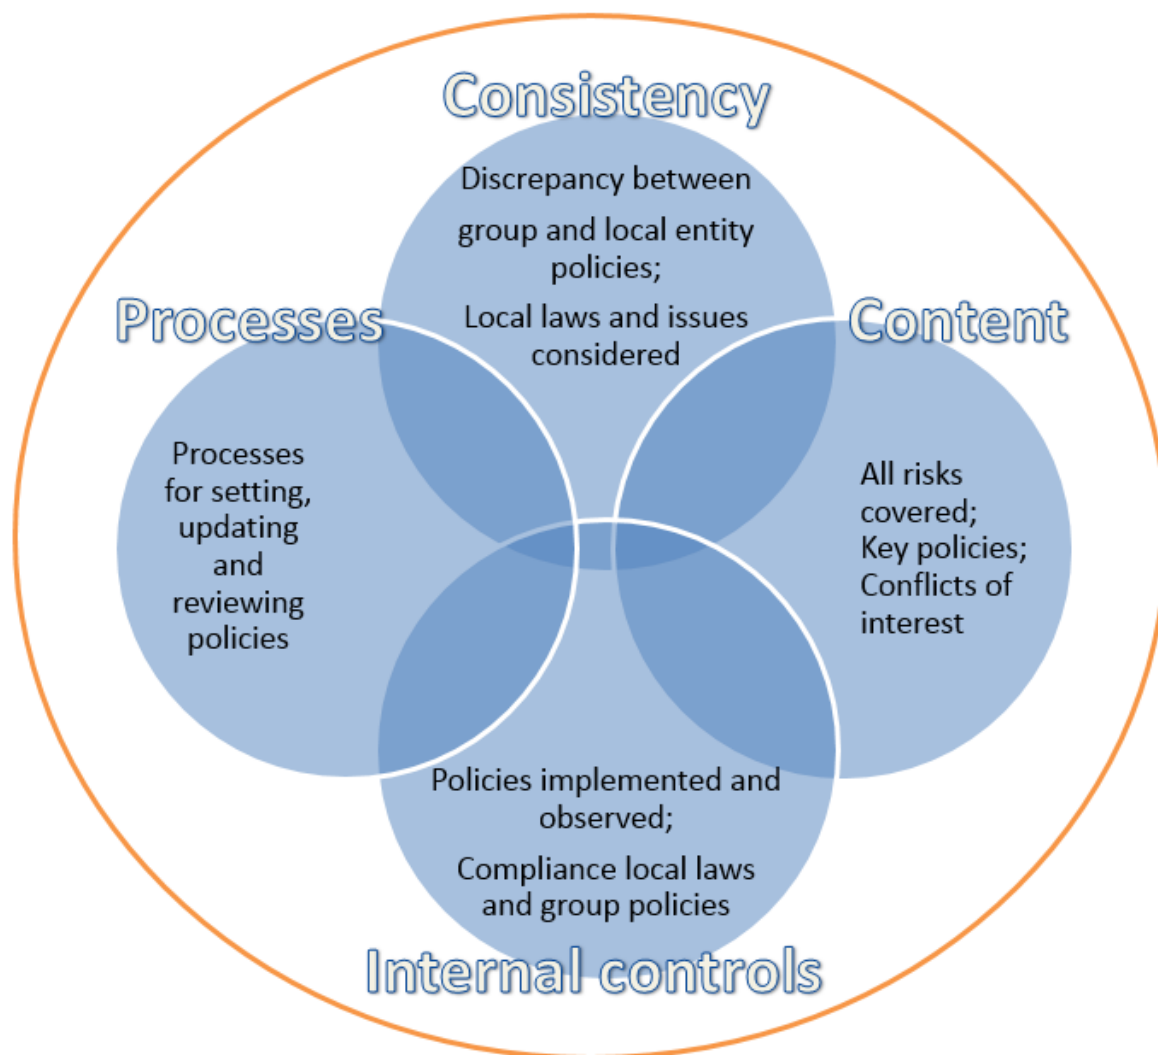 Consistency
Discrepancy between
group and local entity
policies;
Local laws and issues
considered
Processes
Processes
for setting,
updating
and
reviewing
policies
Content
All risks
covered;
Key policies;
Conflicts of
interest
Policies implemented and
observed;
Compliance local laws
and group policies
Internal controls